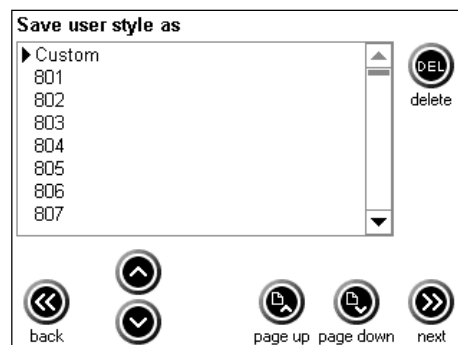 Save user style as
Custom
801
802
803
804
805
806
807
DEL
delete
back
page up
page down
next